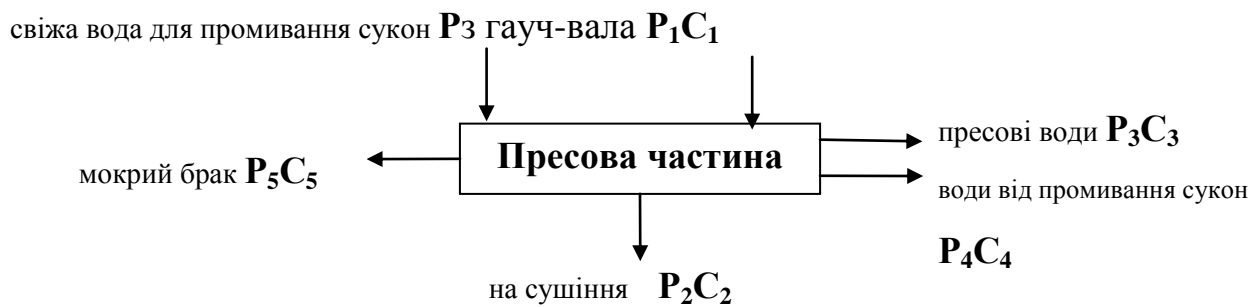 свіжа вода для промивання сукон Рз гауч-вала P₁C₁
пресові води P₃C₃
Пресова частина
мокрий брак P₅C₅
води від промивання сукон
P₄C₄
на сушіння P₂C₂